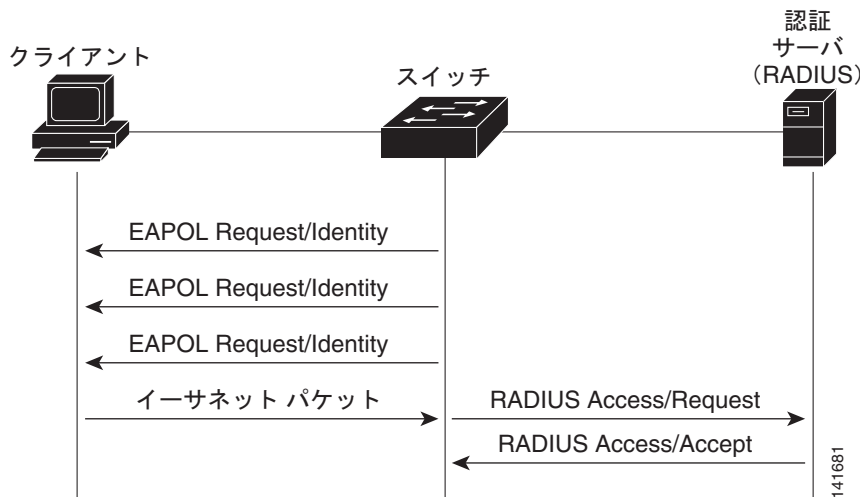 クライアント
スイッチ
認証
サーバ
(RADIUS)
EAPOL Request/Identity
EAPOL Request/Identity
EAPOL Request/Identity
イーサネット パケット
RADIUS Access/Request
RADIUS Access/Accept
141681